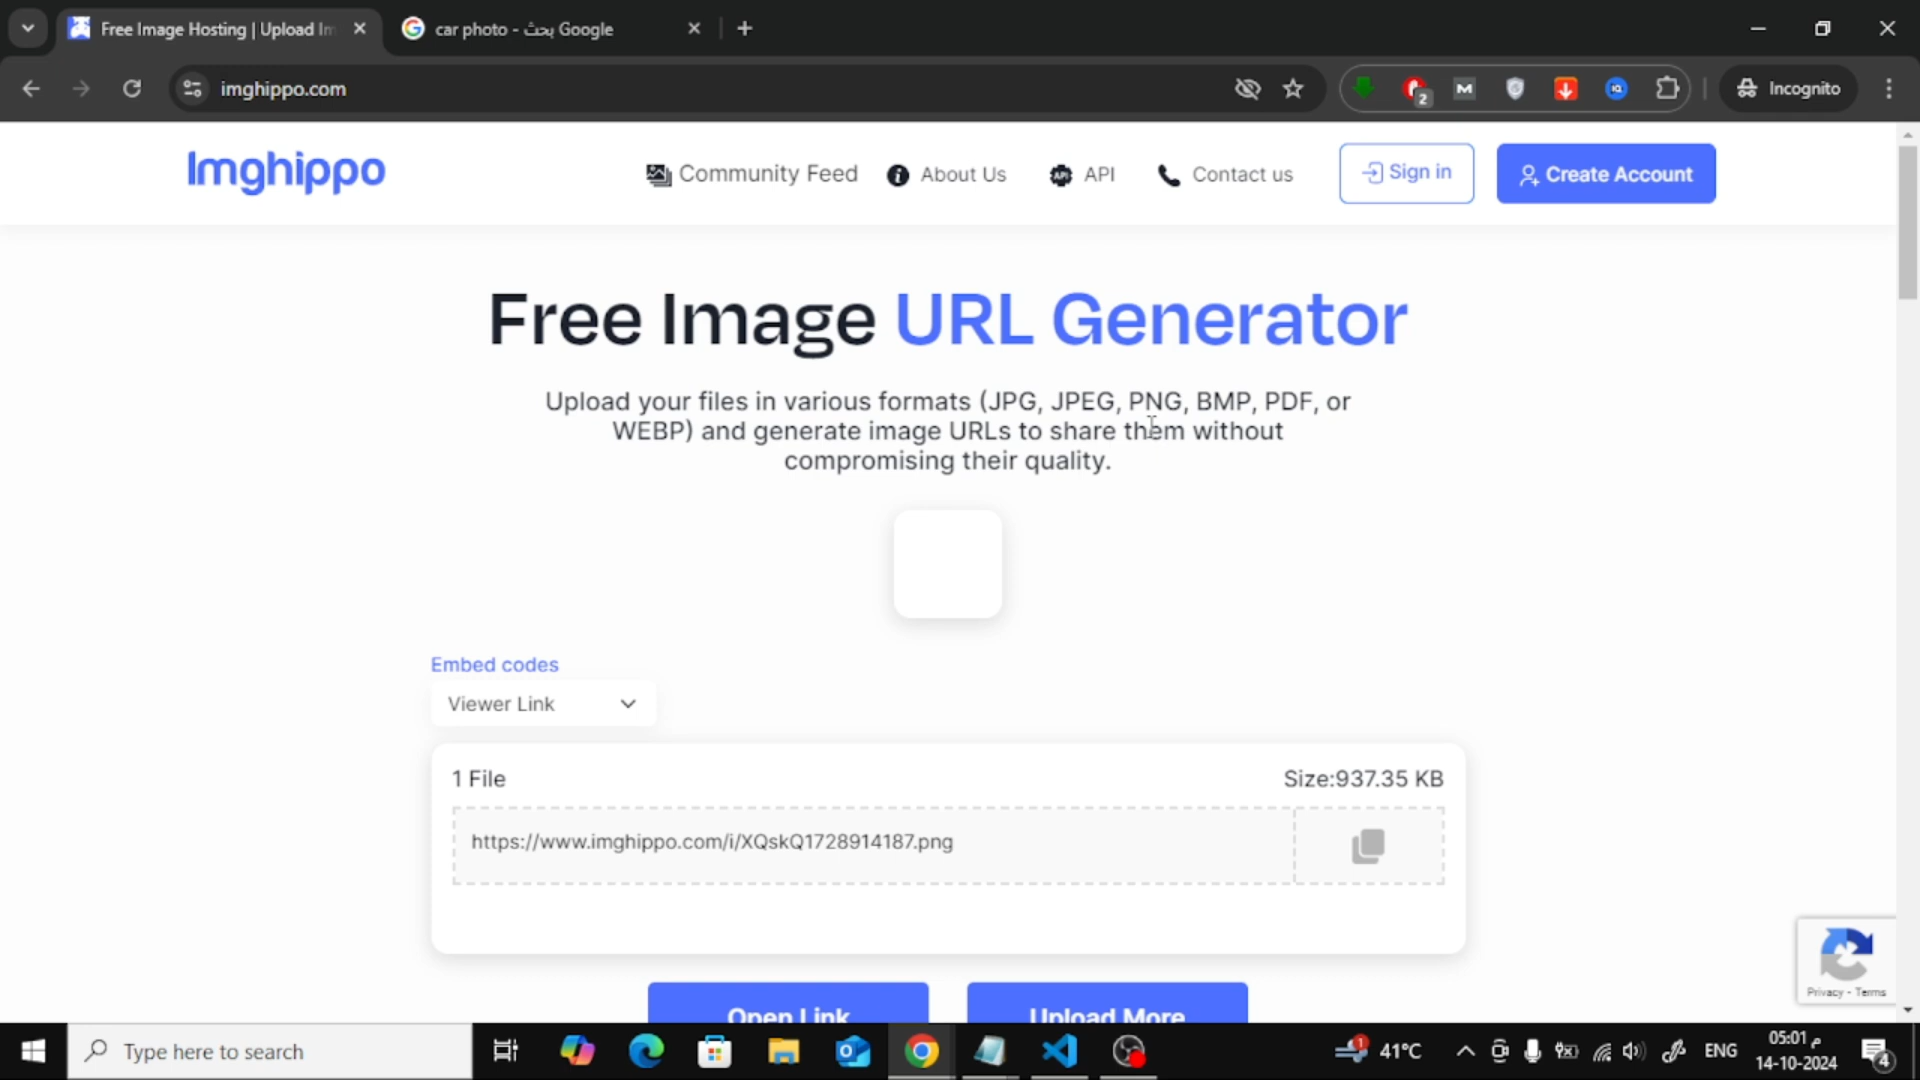 Free Image Hosting | Upload Im
car photo - بحث Google
imghippo.com
2
Incognito
Imghippo
Community Feed
About Us
API
Contact us
Sign in
Create Account
Free Image URL Generator
Upload your files in various formats (JPG, JPEG, PNG, BMP, PDF, or
WEBP) and generate image URLs to share them without
compromising their quality.
Embed codes
Viewer Link
1 File
Size:937.35 KB
https://www.imghippo.com/i/XQskQ1728914187.png
Open Link
Upload More
Privacy - Terms
Type here to search
1
41°C
ENG
05:01 م
14-10-2024
4